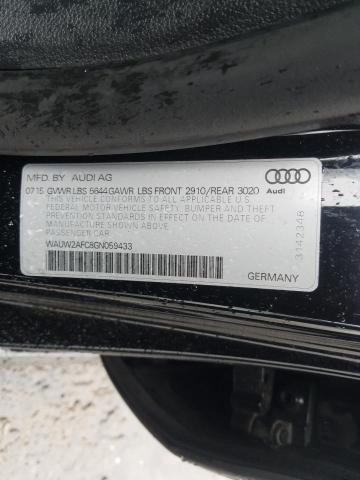 MFD. BY AUDI AG
0715 GVWR LBS 5644 GAWR LBS FRONT 2910/REAR 3020
Audi
THIS VEHICLE CONFORMS TO ALL APPLICABLE U.S.
FEDERAL MOTOR VEHICLE SAFETY, BUMPER AND THEFT
PREVENTION STANDARDS IN EFFECT ON THE DATE OF
MANUFACTURE SHOWN ABOVE
PASSENGER CAR
WAUW2AFC8GN059433
GERMANY
3142348